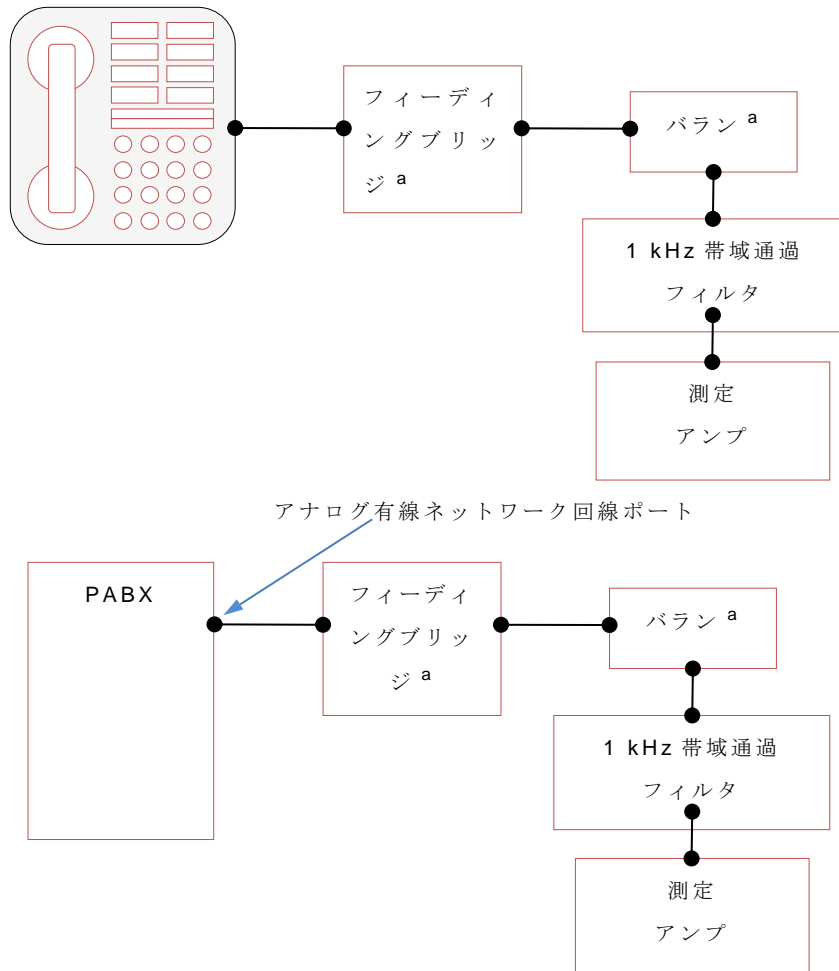 フィーディ
ングブリッ
ジ a
バラン a
1 kHz 帯域通過
フィルタ
測定
アンプ
アナログ有線ネットワーク回線ポート
PABX
フィーディ
ングブリッ
ジ a
バラン a
1 kHz 帯域通過
フィルタ
測定
アンプ